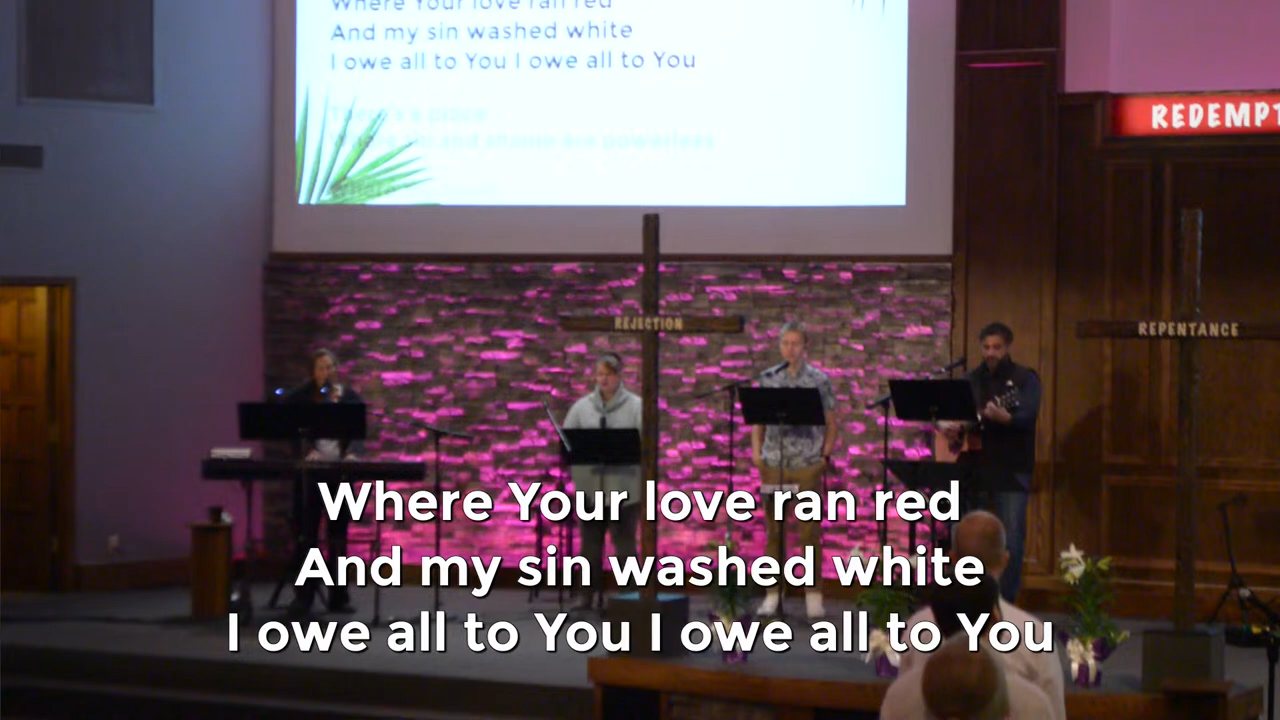 Where Your love ran red
And my sin washed white
I owe all to You I owe all to You
REDEMPT
REJECTION
REPENTANCE
Where Your love ran red
And my sin washed white
I owe all to You I owe all to You